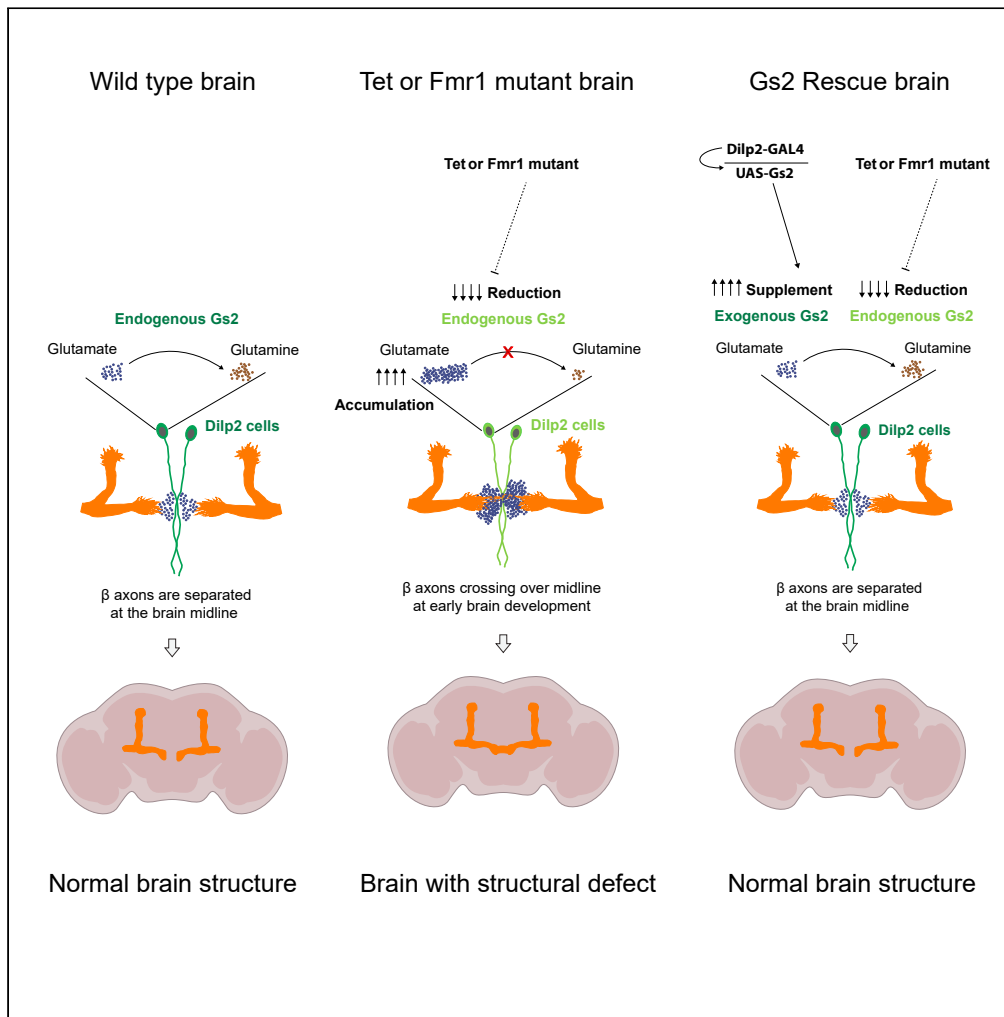 Wild type brain
Endogenous Gs2
Glutamate
Glutamine
Dilp2 cells
β axons are separated
at the brain midline
Normal brain structure
Tet or Fmr1 mutant brain
Tet or Fmr1 mutant
↓↓↓↓ Reduction
Endogenous Gs2
Glutamate
X
Glutamine
↑↑↑↑
Accumulation
Dilp2 cells
β axons crossing over midline
at early brain development
Brain with structural defect
Gs2 Rescue brain
Dilp2-GAL4
UAS-Gs2
Tet or Fmr1 mutant
↑↑↑↑ Supplement
Exogenous Gs2
↓↓↓↓ Reduction
Endogenous Gs2
Glutamate
Glutamine
Dilp2 cells
β axons are separated
at the brain midline
Normal brain structure